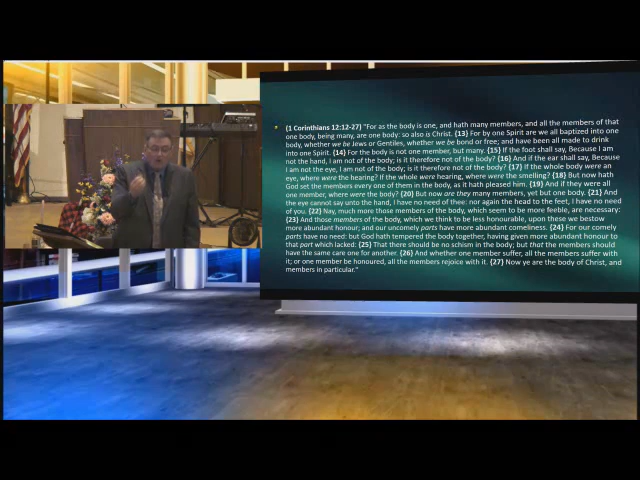 (1 Corinthians 12:12-27) "For as the body is one, and hath many members, and all the members of that
one body, being many, are one body: so also is Christ. {13} For by one Spirit are we all baptized into one
body, whether we be Jews or Gentiles, whether we be bond or free; and have been all made to drink
into one Spirit. {14} For the body is not one member, but many. {15} If the foot shall say, Because I am
not the hand, I am not of the body; is it therefore not of the body? {16} And if the ear shall say, Because
I am not the eye, I am not of the body; is it therefore not of the body? {17} If the whole body were an
eye, where were the hearing? If the whole were hearing, where were the smelling? {18} But now hath
God set the members every one of them in the body, as it hath pleased him. {19} And if they were all
one member, where were the body? {20} But now are they many members, yet but one body. {21} And
the eye cannot say unto the hand, I have no need of thee: nor again the head to the feet, I have no need
of you. {22} Nay, much more those members of the body, which seem to be more feeble, are necessary:
{23} And those members of the body, which we think to be less honourable, upon these we bestow
more abundant honour; and our uncomely parts have more abundant comeliness. {24} For our comely
parts have no need: but God hath tempered the body together, having given more abundant honour to
that part which lacked: {25} That there should be no schism in the body; but that the members should
have the same care one for another. {26} And whether one member suffer, all the members suffer with
it; or one member be honoured, all the members rejoice with it. {27} Now ye are the body of Christ, and
members in particular."